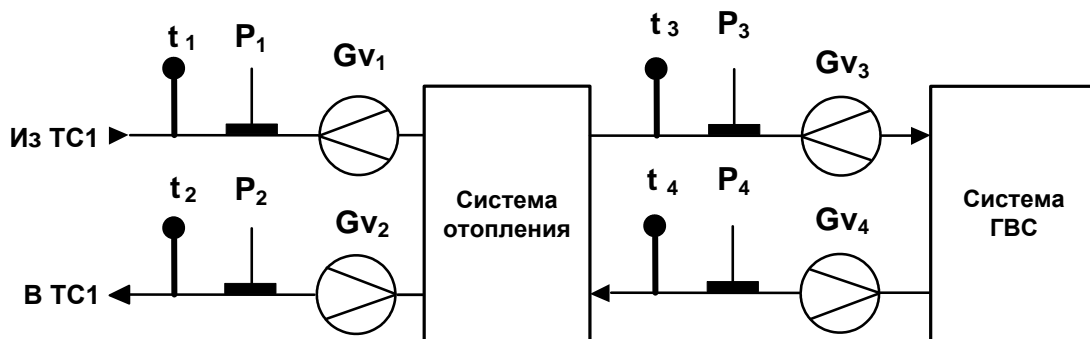 t 1 P1 Gv1 t 3 P3 Gv3
Из ТС1
t 2 P2 Gv2 Система отопления t 4 P4 Gv4 Система ГВС
В ТС1